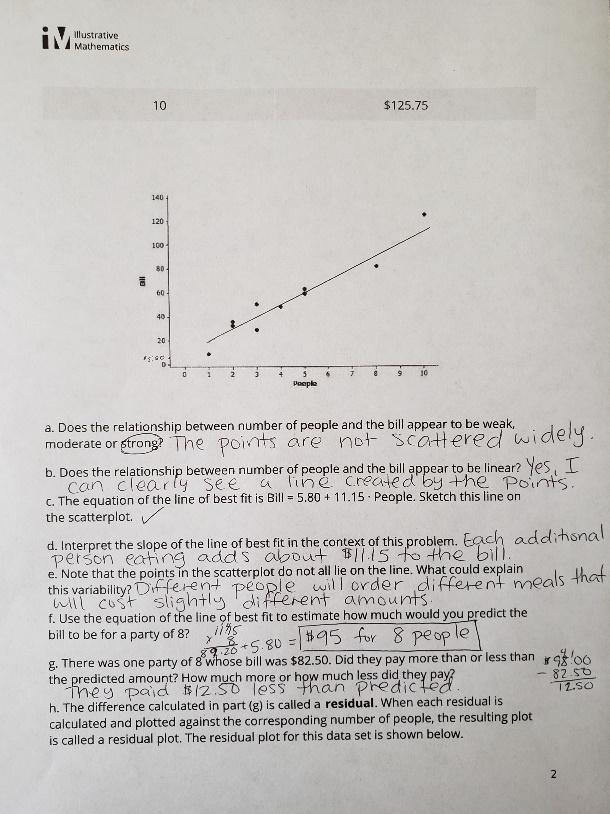 Illustrative
Mathematics
10 $125.75
140
120
100
80
60
40
20
$5.80
0
Bill
0 1 2 3 4 5 6 7 8 9 10
People
a. Does the relationship between number of people and the bill appear to be weak,
moderate or strong? The points are not scattered widely.
b. Does the relationship between number of people and the bill appear to be linear? Yes, I
can clearly see a line created by the points.
c. The equation of the line of best fit is Bill = 5.80 + 11.15 · People. Sketch this line on
the scatterplot. ✓
d. Interpret the slope of the line of best fit in the context of this problem. Each additional
person eating adds about $11.15 to the bill.
e. Note that the points in the scatterplot do not all lie on the line. What could explain
this variability? Different people will order different meals that
will cost slightly different amounts.
f. Use the equation of the line of best fit to estimate how much would you predict the
bill to be for a party of 8? 
x 8
89.20 + 5.80 = $95 for 8 people
g. There was one party of 8 whose bill was $82.50. Did they pay more or less than
the predicted amount? How much more or how much less did they pay?
- 82.50
They paid $12.50 less than predicted. 12.50
h. The difference calculated in part (g) is called a residual. When each residual is
calculated and plotted against the corresponding number of people, the resulting plot
is called a residual plot. The residual plot for this data set is shown below.
2